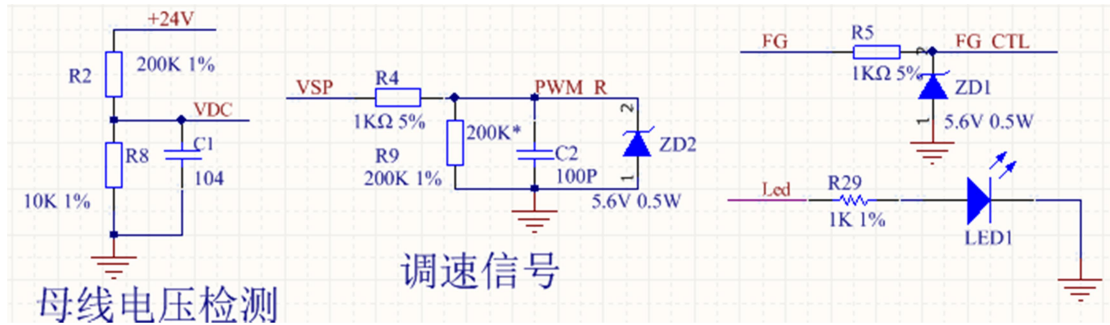 +24V
R2
200K 1%
VDC
R8
C1
104
10K 1%
母线电压检测
VSP
R4
1KΩ 5%
PWM_R
200K*
R9
200K 1%
C2
100P
2
ZD2
1
5.6V 0.5W
调速信号
FG
R5
1KΩ 5%
2
FG_CTL
ZD1
1
5.6V 0.5W
Led
R29
1K 1%
LED1